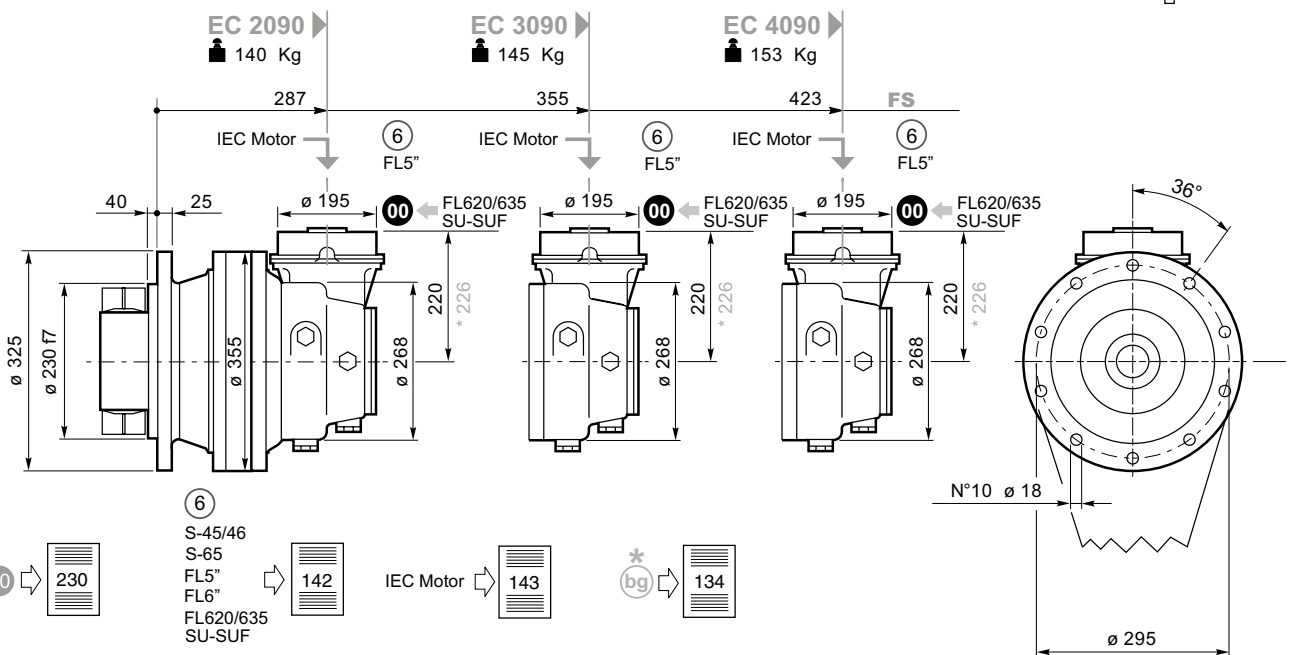 EC 2090
140 Kg
EC 3090
145 Kg
EC 4090
153 Kg
287
355
423
FS
IEC Motor
6
FL5”
IEC Motor
6
FL5”
IEC Motor
6
FL5”
40
25
ø 195
00
FL620/635
SU-SUF
ø 195
00
FL620/635
SU-SUF
ø 195
00
FL620/635
SU-SUF
36°
ø 325
ø 230 f7
ø 355
ø 268
220
* 226
ø 268
220
* 226
ø 268
220
* 226
N°10 ø 18
ø 295
230
6
S-45/46
S-65
FL5”
FL6”
FL620/635
SU-SUF
142
IEC Motor
143
*
bg
134